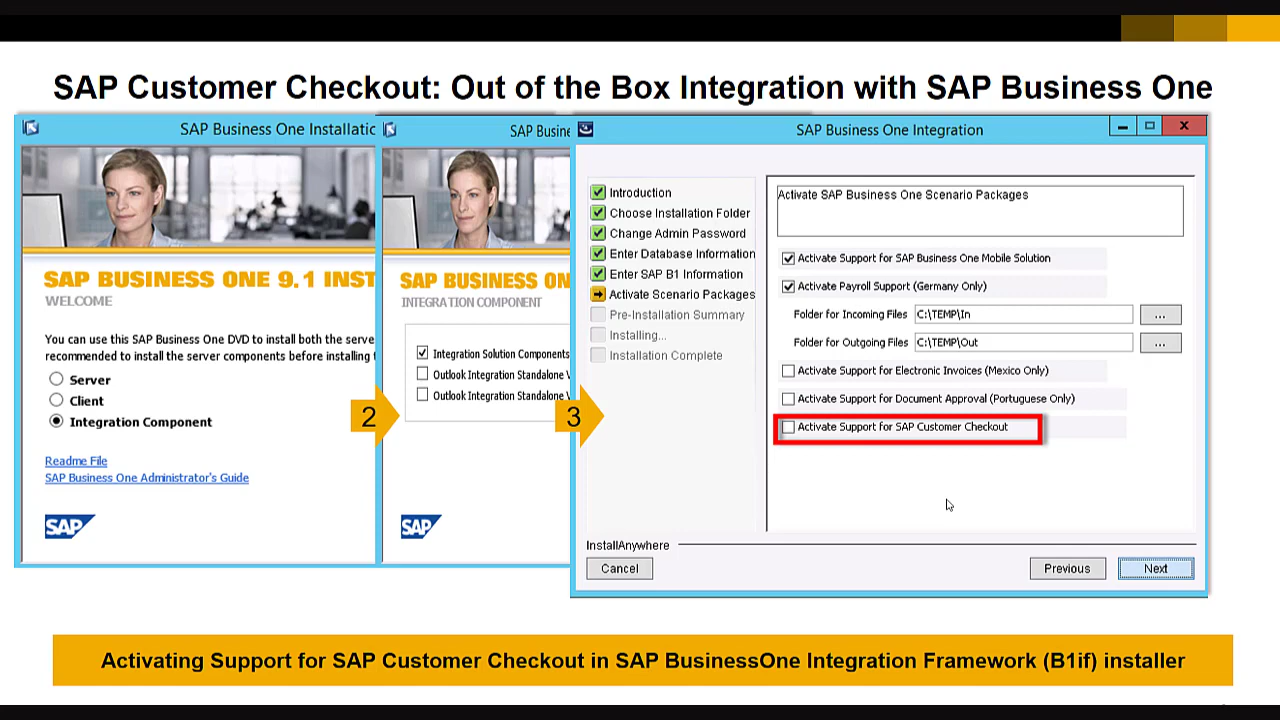 SAP Customer Checkout: Out of the Box Integration with SAP Business One
SAP Business One Installatio
SAP BUSINESS ONE 9.1 INST
WELCOME
You can use this SAP Business One DVD to install both the serve
recommended to install the server components before installing t
Server
Client
Integration Component
Readme File
SAP Business One Administrator's Guide
SAP
2
SAP Busine
SAP BUSINESS ON
INTEGRATION COMPONENT
Integration Solution Components
Outlook Integration Standalone V
Outlook Integration Standalone V
SAP
3
SAP Business One Integration
Introduction
Choose Installation Folder
Change Admin Password
Enter Database Information
Enter SAP B1 Information
Activate Scenario Packages
Pre-Installation Summary
Installing...
Installation Complete
Activate SAP Business One Scenario Packages
Activate Support for SAP Business One Mobile Solution
Activate Payroll Support (Germany Only)
Folder for Incoming Files C:\TEMP\In ...
Folder for Outgoing Files C:\TEMP\Out ...
Activate Support for Electronic Invoices (Mexico Only)
Activate Support for Document Approval (Portuguese Only)
Activate Support for SAP Customer Checkout
InstallAnywhere
Cancel Previous Next
Activating Support for SAP Customer Checkout in SAP BusinessOne Integration Framework (B1if) installer